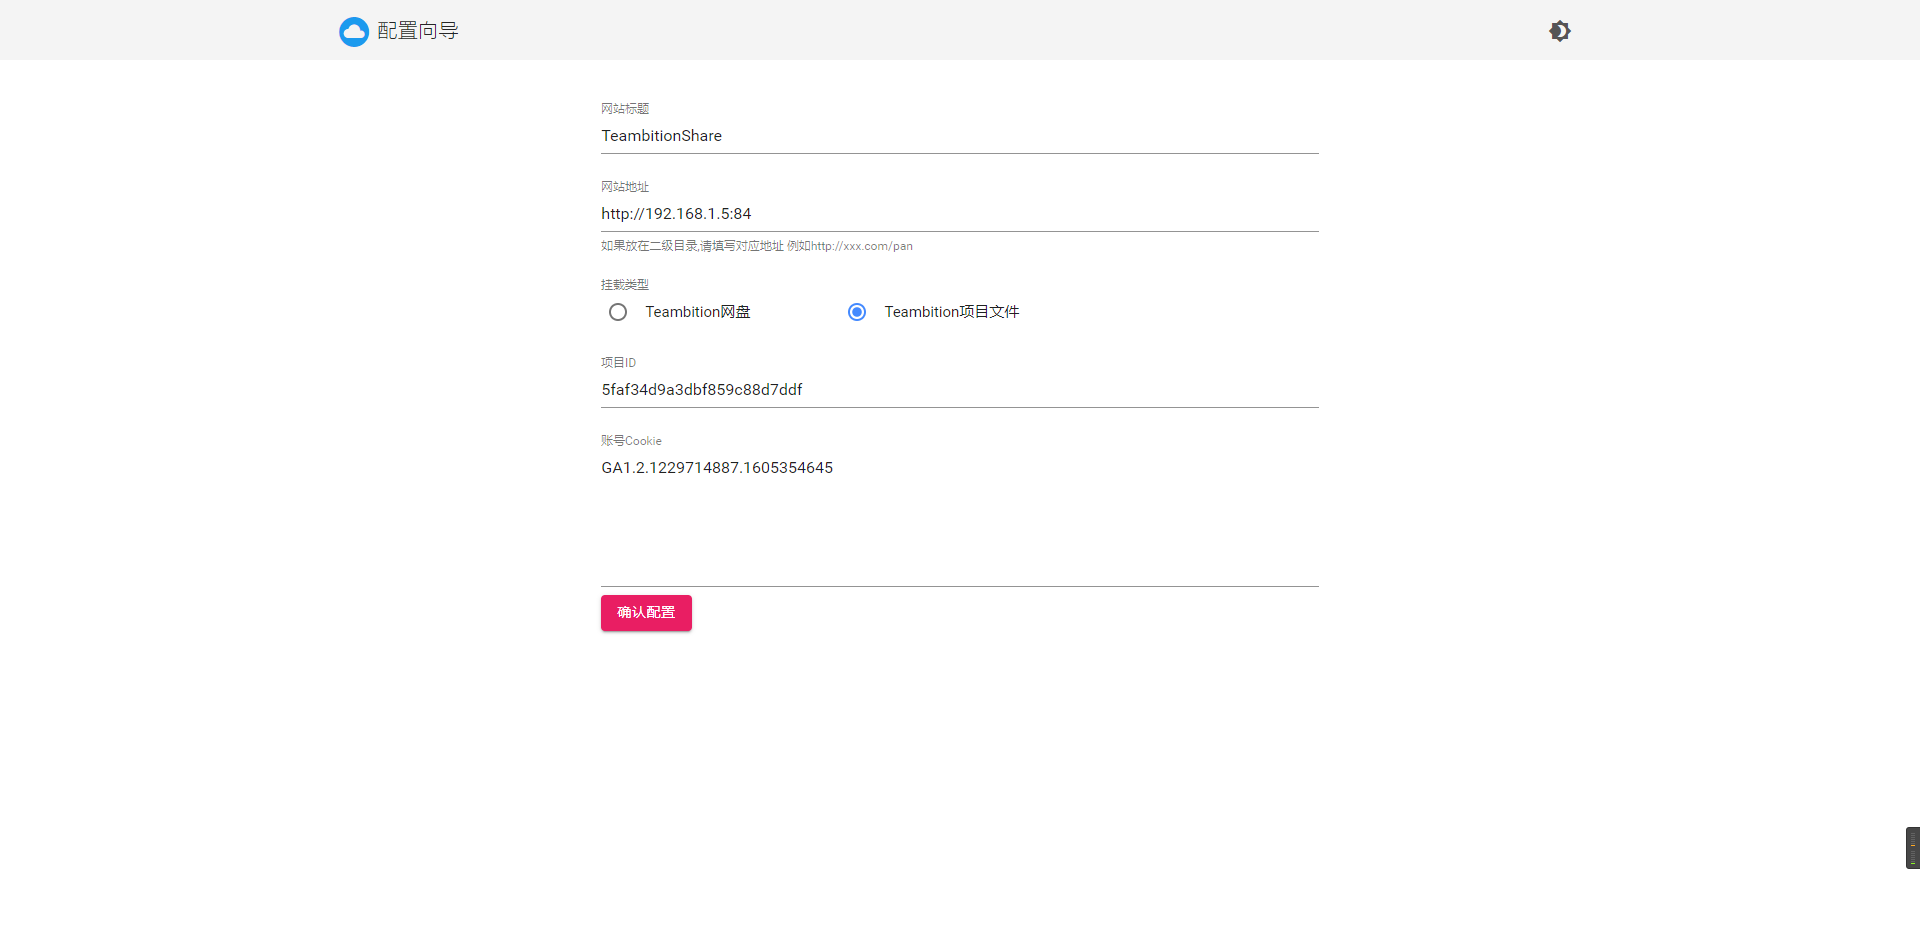 配置向导
网站标题
TeambitionShare
网站地址
http://192.168.1.5:84
如果放在二级目录,请填写对应地址 例如http://xxx.com/pan
挂载类型
Teambition网盘
Teambition项目文件
项目ID
5faf34d9a3dbf859c88d7ddf
账号Cookie
GA1.2.1229714887.1605354645
确认配置